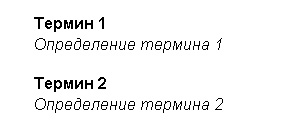 Термин 1
Определение термина 1
Термин 2
Определение термина 2